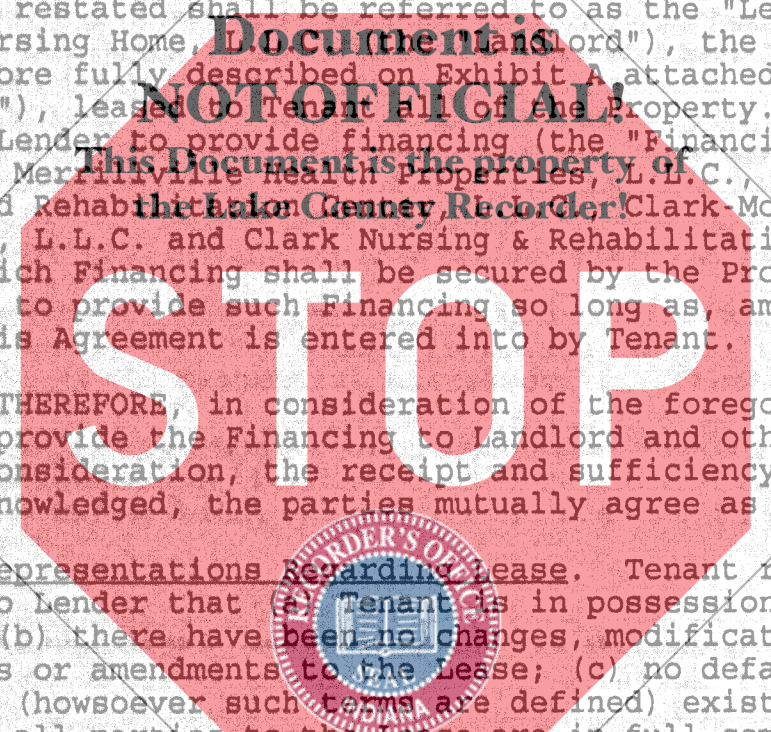 restated shall be referred to as the "Le
rsing Home, L.L.C. (the "Landlord"), the
Document is
ore fully described on Exhibit A attached
"), leased to Tenant all of the Property.
NOT OFFICIAL!
Lender to provide financing (the "Financi
This Document is the property of
Merrillville Health Properties, L.L.C.,
the Lake County Recorder!
d Rehabilitation Center, Clark-Mc
, L.L.C. and Clark Nursing & Rehabilitati
ich Financing shall be secured by the Pro
to provide such Financing so long as, am
is Agreement is entered into by Tenant.
STOP
THEREFORE, in consideration of the forego
provide the Financing to Landlord and oth
onsideration, the receipt and sufficiency
nowledged, the parties mutually agree as
RECORDER'S OFFICE
epresentations Regarding Lease. Tenant r
o Lender that Tenant is in possession
(b) there have been no changes, modificat
s or amendments to the Lease; (c) no defa
SEAL
(howsoever such terms are defined) exist
INDIANA